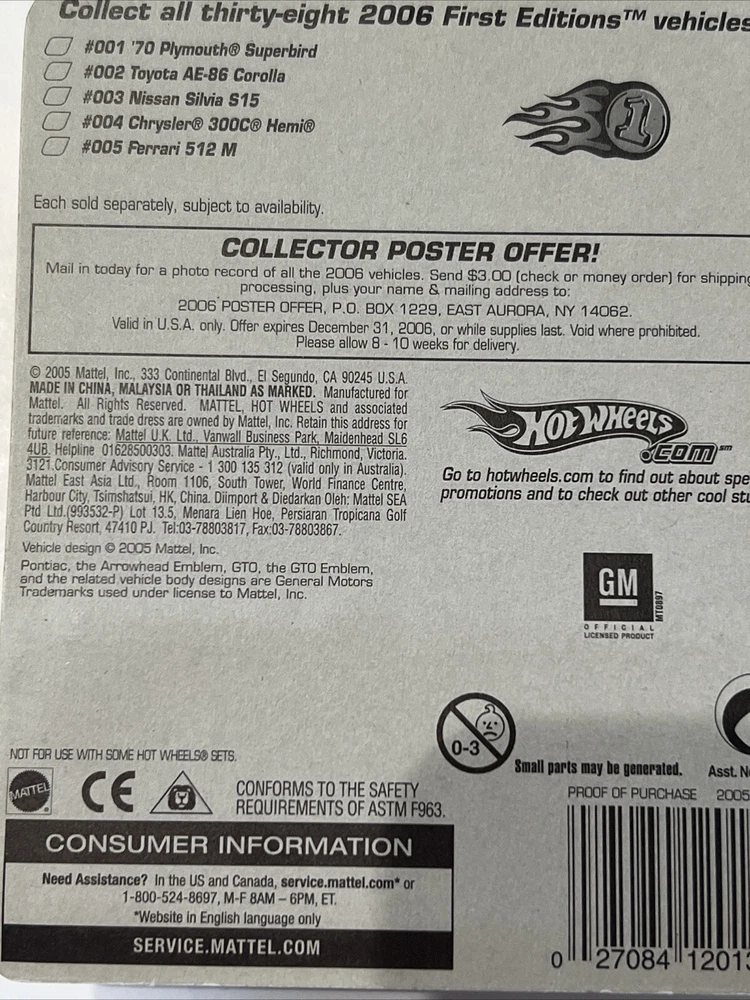 Collect all thirty-eight 2006 First Editions™ vehicles
#001 '70 Plymouth® Superbird
#002 Toyota AE-86 Corolla
#003 Nissan Silvia S15
#004 Chrysler® 300C® Hemi®
#005 Ferrari 512 M
1
Each sold separately, subject to availability.
COLLECTOR POSTER OFFER!
Mail in today for a photo record of all the 2006 vehicles. Send $3.00 (check or money order) for shipping
processing, plus your name & mailing address to:
2006 POSTER OFFER, P.O. BOX 1229, EAST AURORA, NY 14062.
Valid in U.S.A. only. Offer expires December 31, 2006, or while supplies last. Void where prohibited.
Please allow 8 - 10 weeks for delivery.
© 2005 Mattel, Inc., 333 Continental Blvd., El Segundo, CA 90245 U.S.A.
MADE IN CHINA, MALAYSIA OR THAILAND AS MARKED. Manufactured for
Mattel. All Rights Reserved. MATTEL, HOT WHEELS and associated
trademarks and trade dress are owned by Mattel, Inc. Retain this address for
future reference: Mattel U.K. Ltd., Vanwall Business Park, Maidenhead SL6
4UB. Helpline 01628500303. Mattel Australia Pty., Ltd., Richmond, Victoria.
3121.Consumer Advisory Service - 1 300 135 312 (valid only in Australia).
Mattel East Asia Ltd., Room 1106, South Tower, World Finance Centre,
Harbour City, Tsimshatsui, HK, China. Diimport & Diedarkan Oleh: Mattel SEA
Ptd Ltd.(993532-P) Lot 13.5, Menara Lien Hoe, Persiaran Tropicana Golf
Country Resort, 47410 PJ. Tel:03-78803817, Fax:03-78803867.
Vehicle design © 2005 Mattel, Inc.
Pontiac, the Arrowhead Emblem, GTO, the GTO Emblem,
and the related vehicle body designs are General Motors
Trademarks used under license to Mattel, Inc.
HOT WHEELS
.COM℠
Go to hotwheels.com to find out about spe
promotions and to check out other cool stu
GM
MT0897
OFFICIAL
LICENSED PRODUCT
0-3
Small parts may be generated.
Asst. N
NOT FOR USE WITH SOME HOT WHEELS® SETS.
MATTEL
CE
CONFORMS TO THE SAFETY
REQUIREMENTS OF ASTM F963.
PROOF OF PURCHASE 2005
CONSUMER INFORMATION
Need Assistance? In the US and Canada, service.mattel.com* or
1-800-524-8697, M-F 8AM – 6PM, ET.
*Website in English language only
SERVICE.MATTEL.COM
0 27084 12013